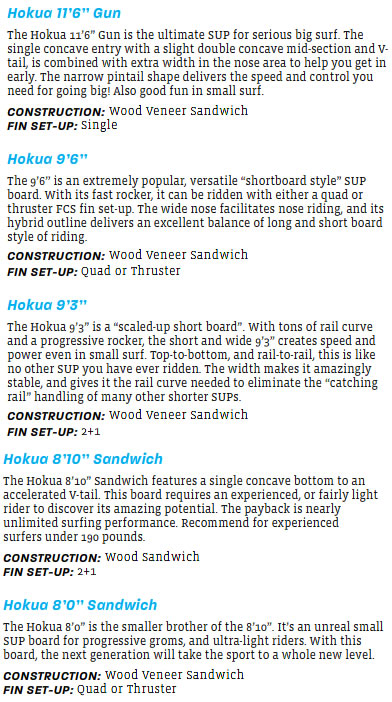 Hokua 11’6” Gun
The Hokua 11’6” Gun is the ultimate SUP for serious big surf. The
single concave entry with a slight double concave mid-section and V-
tail, is combined with extra width in the nose area to help you get in
early. The narrow pintail shape delivers the speed and control you
need for going big! Also good fun in small surf.
CONSTRUCTION: Wood Veneer Sandwich
FIN SET-UP: Single
Hokua 9’6”
The 9’6” is an extremely popular, versatile “shortboard style” SUP
board. With its fast rocker, it can be ridden with either a quad or
thruster FCS fin set-up. The wide nose facilitates nose riding, and its
hybrid outline delivers an excellent balance of long and short board
style of riding.
CONSTRUCTION: Wood Veneer Sandwich
FIN SET-UP: Quad or Thruster
Hokua 9’3”
The Hokua 9’3” is a “scaled-up short board”. With tons of rail curve
and a progressive rocker, the short and wide 9’3” creates speed and
power even in small surf. Top-to-bottom, and rail-to-rail, this is like
no other SUP you have ever ridden. The width makes it amazingly
stable, and gives it the rail curve needed to eliminate the “catching
rail” handling of many other shorter SUPs.
CONSTRUCTION: Wood Veneer Sandwich
FIN SET-UP: 2+1
Hokua 8’10” Sandwich
The Hokua 8’10” Sandwich features a single concave bottom to an
accelerated V-tail. This board requires an experienced, or fairly light
rider to discover its amazing potential. The payback is nearly
unlimited surfing performance. Recommend for experienced
surfers under 190 pounds.
CONSTRUCTION: Wood Sandwich
FIN SET-UP: 2+1
Hokua 8’0” Sandwich
The Hokua 8’0” is the smaller brother of the 8’10”. It’s an unreal small
SUP board for progressive groms, and ultra-light riders. With this
board, the next generation will take the sport to a whole new level.
CONSTRUCTION: Wood Veneer Sandwich
FIN SET-UP: Quad or Thruster